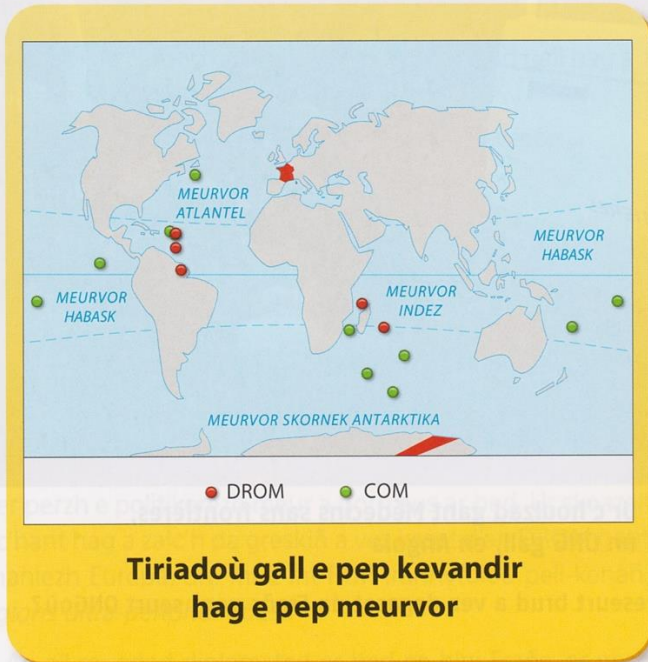 MEURVOR
ATLANTEL
MEURVOR
HABASK
MEURVOR
HABASK
MEURVOR
INDEZ
MEURVOR SKORNEK ANTARKTIKA
DROM COM
Tiriadoù gall e pep kevandir
hag e pep meurvor